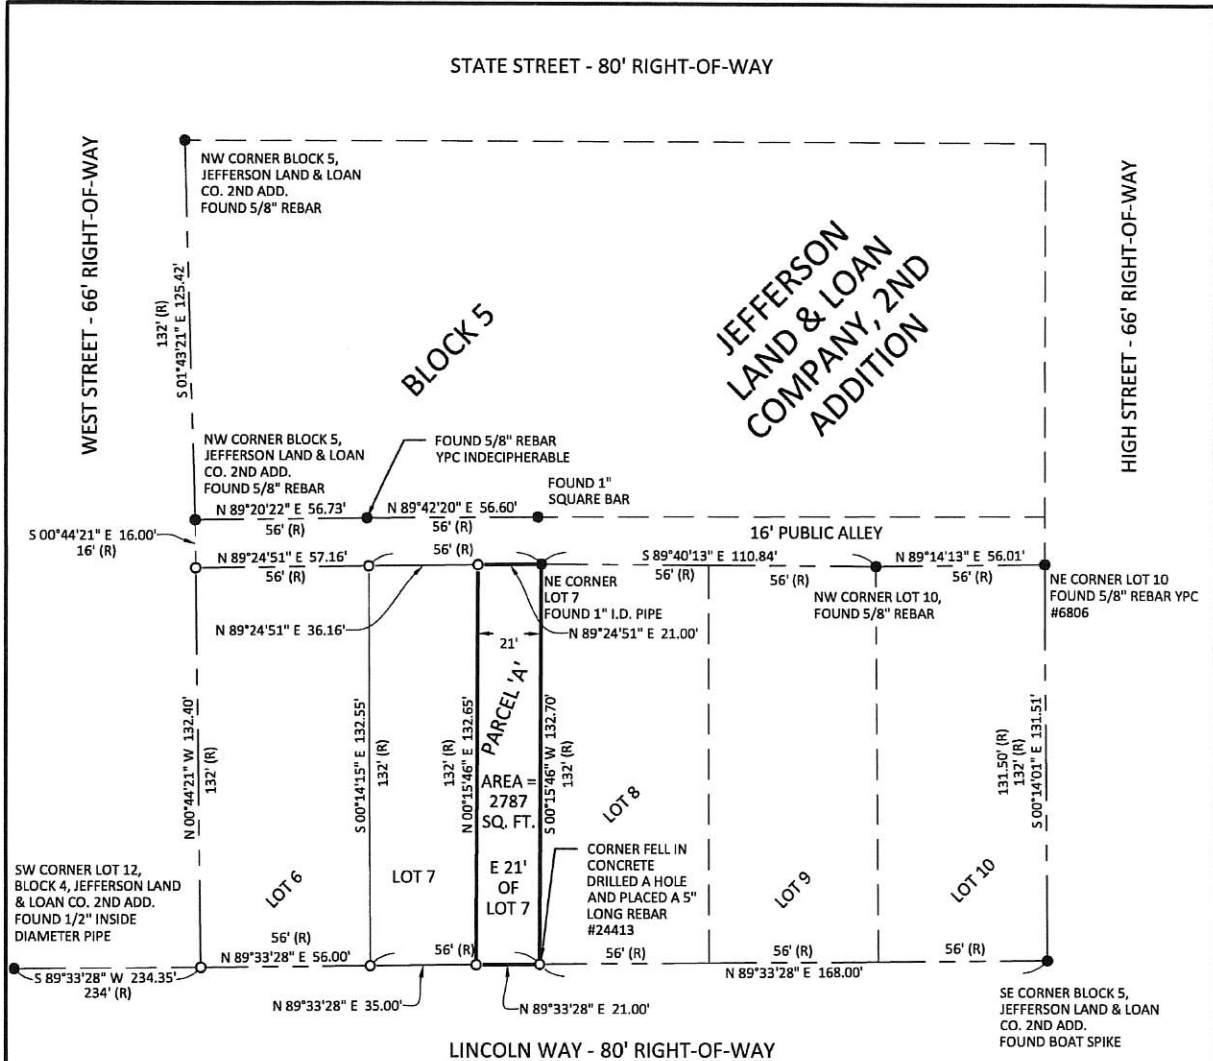 STATE STREET - 80' RIGHT-OF-WAY
WEST STREET - 66' RIGHT-OF-WAY
HIGH STREET - 66' RIGHT-OF-WAY
NW CORNER BLOCK 5,
JEFFERSON LAND & LOAN
CO. 2ND ADD.
FOUND 5/8" REBAR
132' (R)
S 01°43'21" E 125.42'
BLOCK 5
JEFFERSON
LAND & LOAN
COMPANY, 2ND
ADDITION
NW CORNER BLOCK 5,
JEFFERSON LAND & LOAN
CO. 2ND ADD.
FOUND 5/8" REBAR
FOUND 5/8" REBAR
YPC INDECIPHERABLE
FOUND 1"
SQUARE BAR
N 89°20'22" E 56.73'
56' (R)
N 89°42'20" E 56.60'
56' (R)
S 00°44'21" E 16.00'
16' (R)
16' PUBLIC ALLEY
N 89°24'51" E 57.16'
56' (R)
56' (R)
S 89°40'13" E 110.84'
56' (R)
56' (R)
N 89°14'13" E 56.01'
56' (R)
NE CORNER
LOT 7
FOUND 1" I.D. PIPE
NW CORNER LOT 10,
FOUND 5/8" REBAR
NE CORNER LOT 10
FOUND 5/8" REBAR YPC
#6806
N 89°24'51" E 36.16'
N 89°24'51" E 21.00'
21'
N 00°44'21" W 132.40'
132' (R)
S 00°14'15" E 132.55'
132' (R)
132' (R)
N 00°15'46" E 132.65'
PARCEL 'A'
AREA =
2787
SQ. FT.
E 21'
OF
LOT 7
S 00°15'46" W 132.70'
132' (R)
131.50' (R)
132' (R)
S 00°14'01" E 131.51'
LOT 6
LOT 7
LOT 8
LOT 9
LOT 10
CORNER FELL IN
CONCRETE
DRILLED A HOLE
AND PLACED A 5"
LONG REBAR
#24413
SW CORNER LOT 12,
BLOCK 4, JEFFERSON LAND
& LOAN CO. 2ND ADD.
FOUND 1/2" INSIDE
DIAMETER PIPE
S 89°33'28" W 234.35'
234' (R)
56' (R)
N 89°33'28" E 56.00'
56' (R)
56' (R)
56' (R)
56' (R)
N 89°33'28" E 168.00'
N 89°33'28" E 35.00'
N 89°33'28" E 21.00'
SE CORNER BLOCK 5,
JEFFERSON LAND & LOAN
CO. 2ND ADD.
FOUND BOAT SPIKE
LINCOLN WAY - 80' RIGHT-OF-WAY